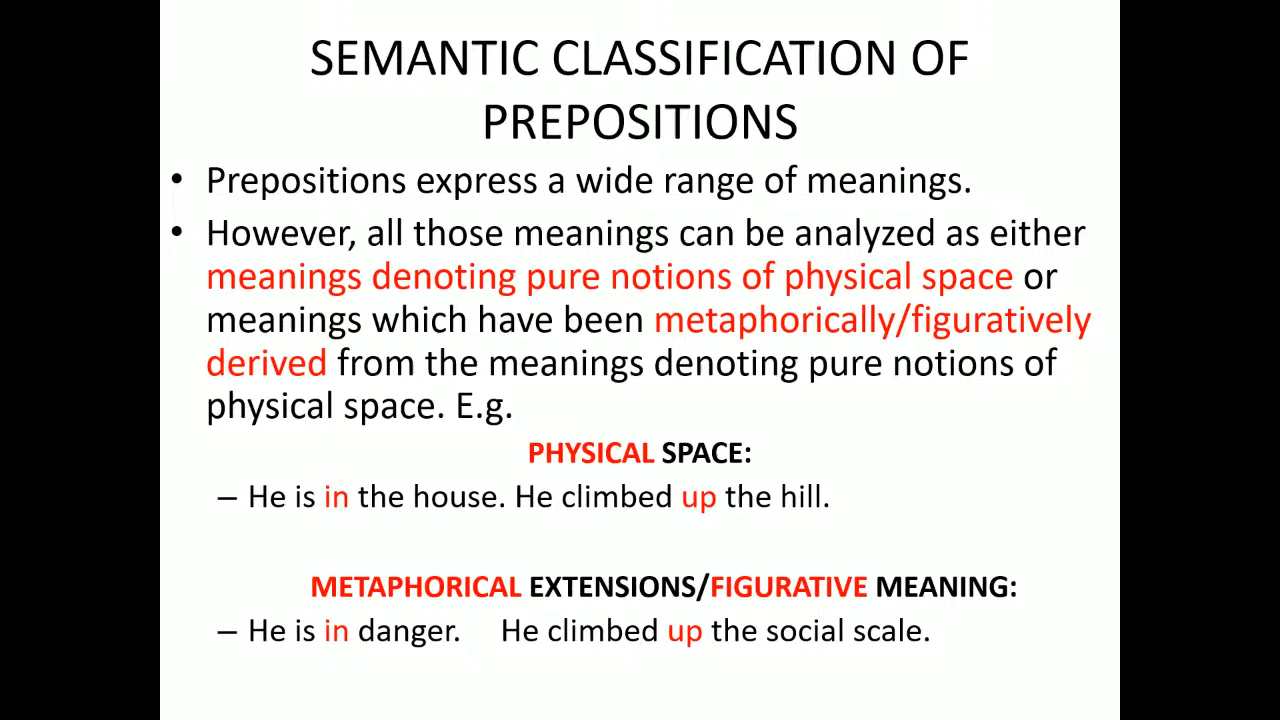 SEMANTIC CLASSIFICATION OF
PREPOSITIONS
• Prepositions express a wide range of meanings.
• However, all those meanings can be analyzed as either
meanings denoting pure notions of physical space or
meanings which have been metaphorically/figuratively
derived from the meanings denoting pure notions of
physical space. E.g.
PHYSICAL SPACE:
– He is in the house. He climbed up the hill.
METAPHORICAL EXTENSIONS/FIGURATIVE MEANING:
– He is in danger. He climbed up the social scale.